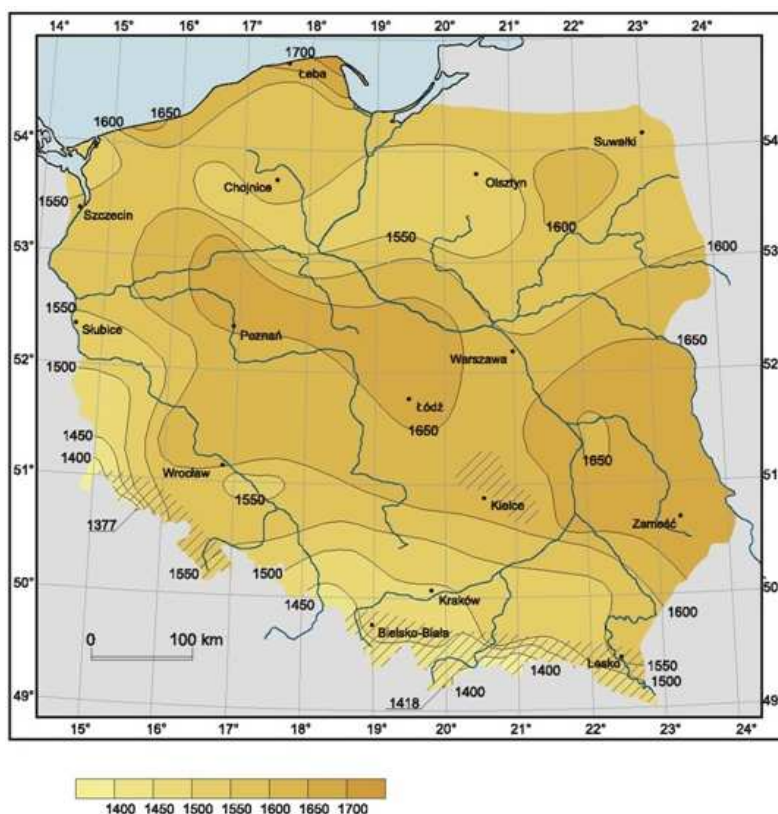 14° 15° 16° 17° 18° 19° 20° 21° 22° 23° 24°
1700
Łeba
1650
1600
54° 54°
Suwałki
Chojnice
Olsztyn
1550
Szczecin
1600
1550
53° 1600 53°
1550
Słubice
Poznań
1650
52° Warszawa 52°
1500
Łódź
1650
1450
1400
51° Wrocław 1650 51°
1550
Kielce
1377
Zamość
50° 1550 1500 50°
1450
Kraków
1600
0 100 km
Bielsko-Biała
Lesko 1550
1400
1500
49° 1418 1400 49°
15° 16° 17° 18° 19° 20° 21° 22° 23° 24°
1400 1450 1500 1550 1600 1650 1700